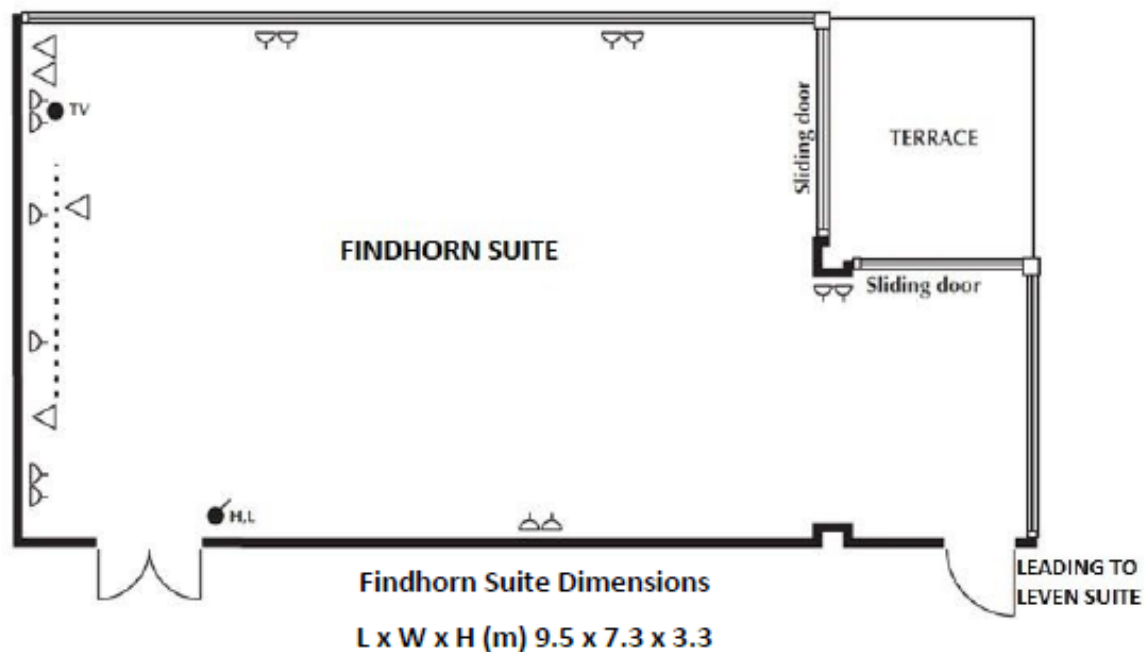 TV
TERRACE
Sliding door
FINDHORN SUITE
Sliding door
H,L
LEADING TO
LEVEN SUITE
Findhorn Suite Dimensions
L x W x H (m) 9.5 x 7.3 x 3.3